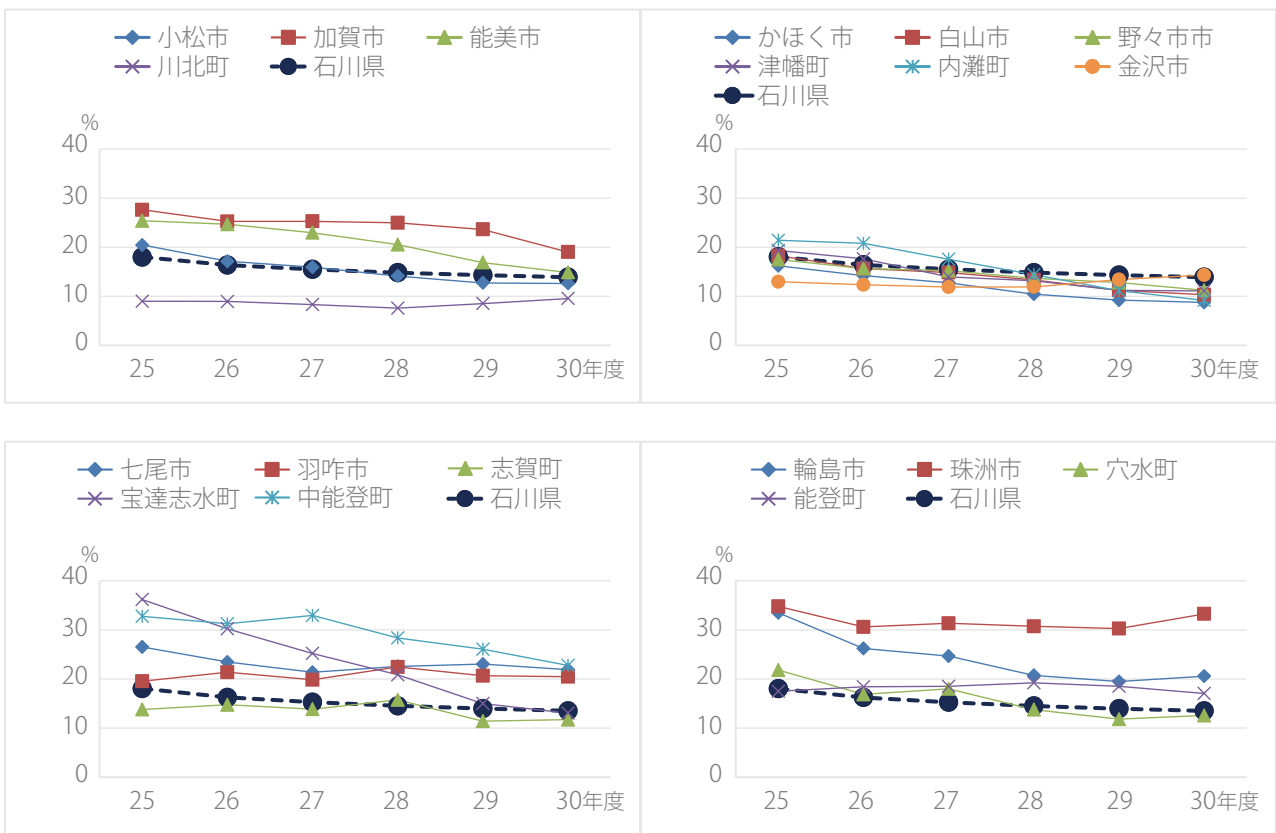 小松市 加賀市 能美市
川北町 石川県
%
40
30
20
10
0
25 26 27 28 29 30年度
かほく市 白山市 野々市市
津幡町 内灘町 金沢市
石川県
%
40
30
20
10
0
25 26 27 28 29 30年度
七尾市 羽咋市 志賀町
宝達志水町 中能登町 石川県
%
40
30
20
10
0
25 26 27 28 29 30年度
輪島市 珠洲市 穴水町
能登町 石川県
%
40
30
20
10
0
25 26 27 28 29 30年度